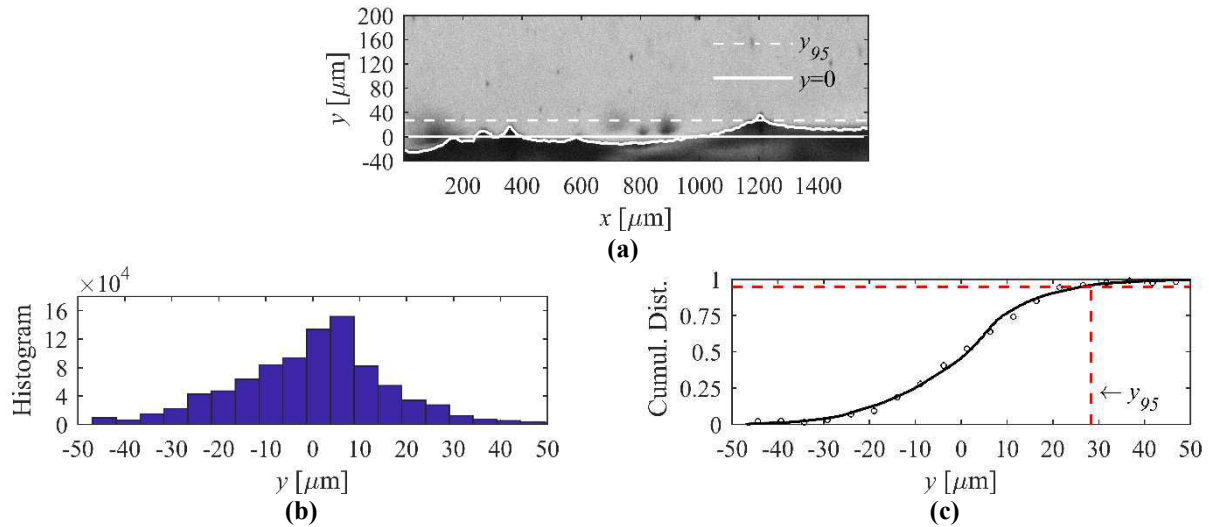 200
160
120
80
40
0
-40
y [μm]
y95
y=0
200 400 600 800 1000 1200 1400
x [μm]
(a)
×10^4
16
12
8
4
0
Histogram
-50 -40 -30 -20 -10 0 10 20 30 40 50
y [μm]
(b)
1
0.75
0.5
0.25
0
Cumul. Dist.
← y95
-50 -40 -30 -20 -10 0 10 20 30 40 50
y [μm]
(c)